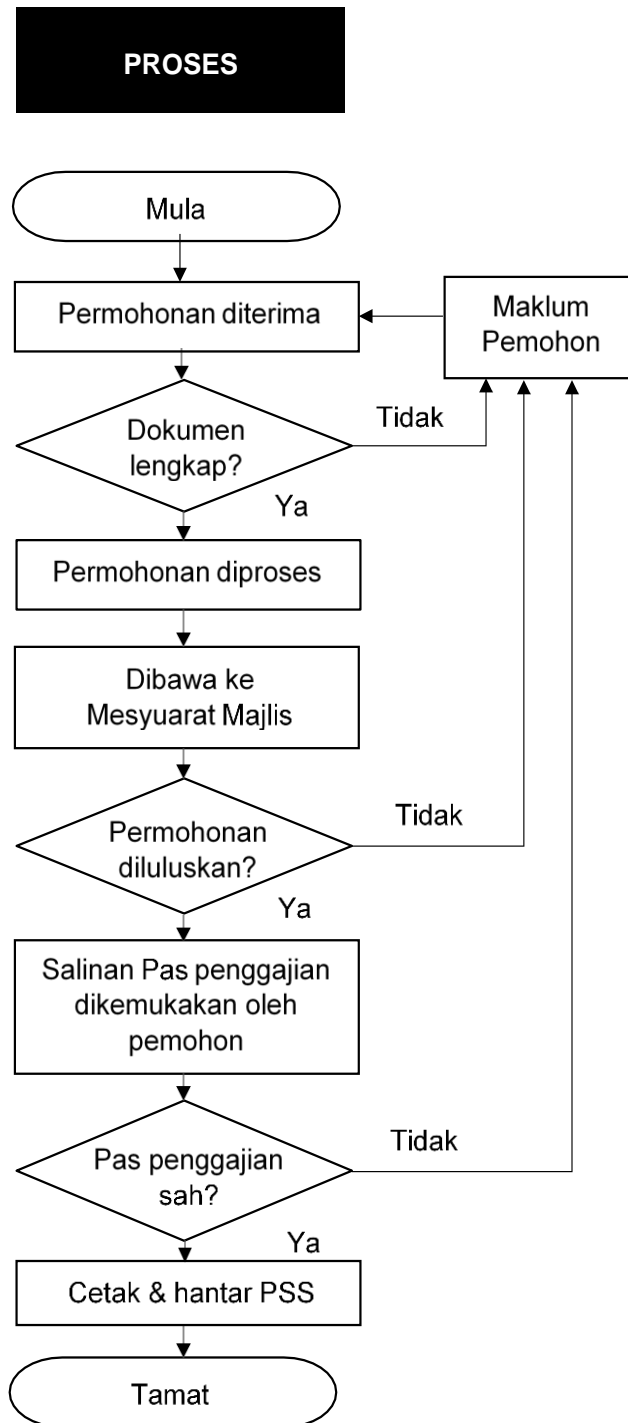 PROSES
Mula
Permohonan diterima
Maklum
Pemohon
Dokumen
lengkap?
Tidak
Ya
Permohonan diproses
Dibawa ke
Mesyuarat Majlis
Permohonan
diluluskan?
Tidak
Ya
Salinan Pas penggajian
dikemukakan oleh
pemohon
Pas penggajian
sah?
Tidak
Ya
Cetak & hantar PSS
Tamat